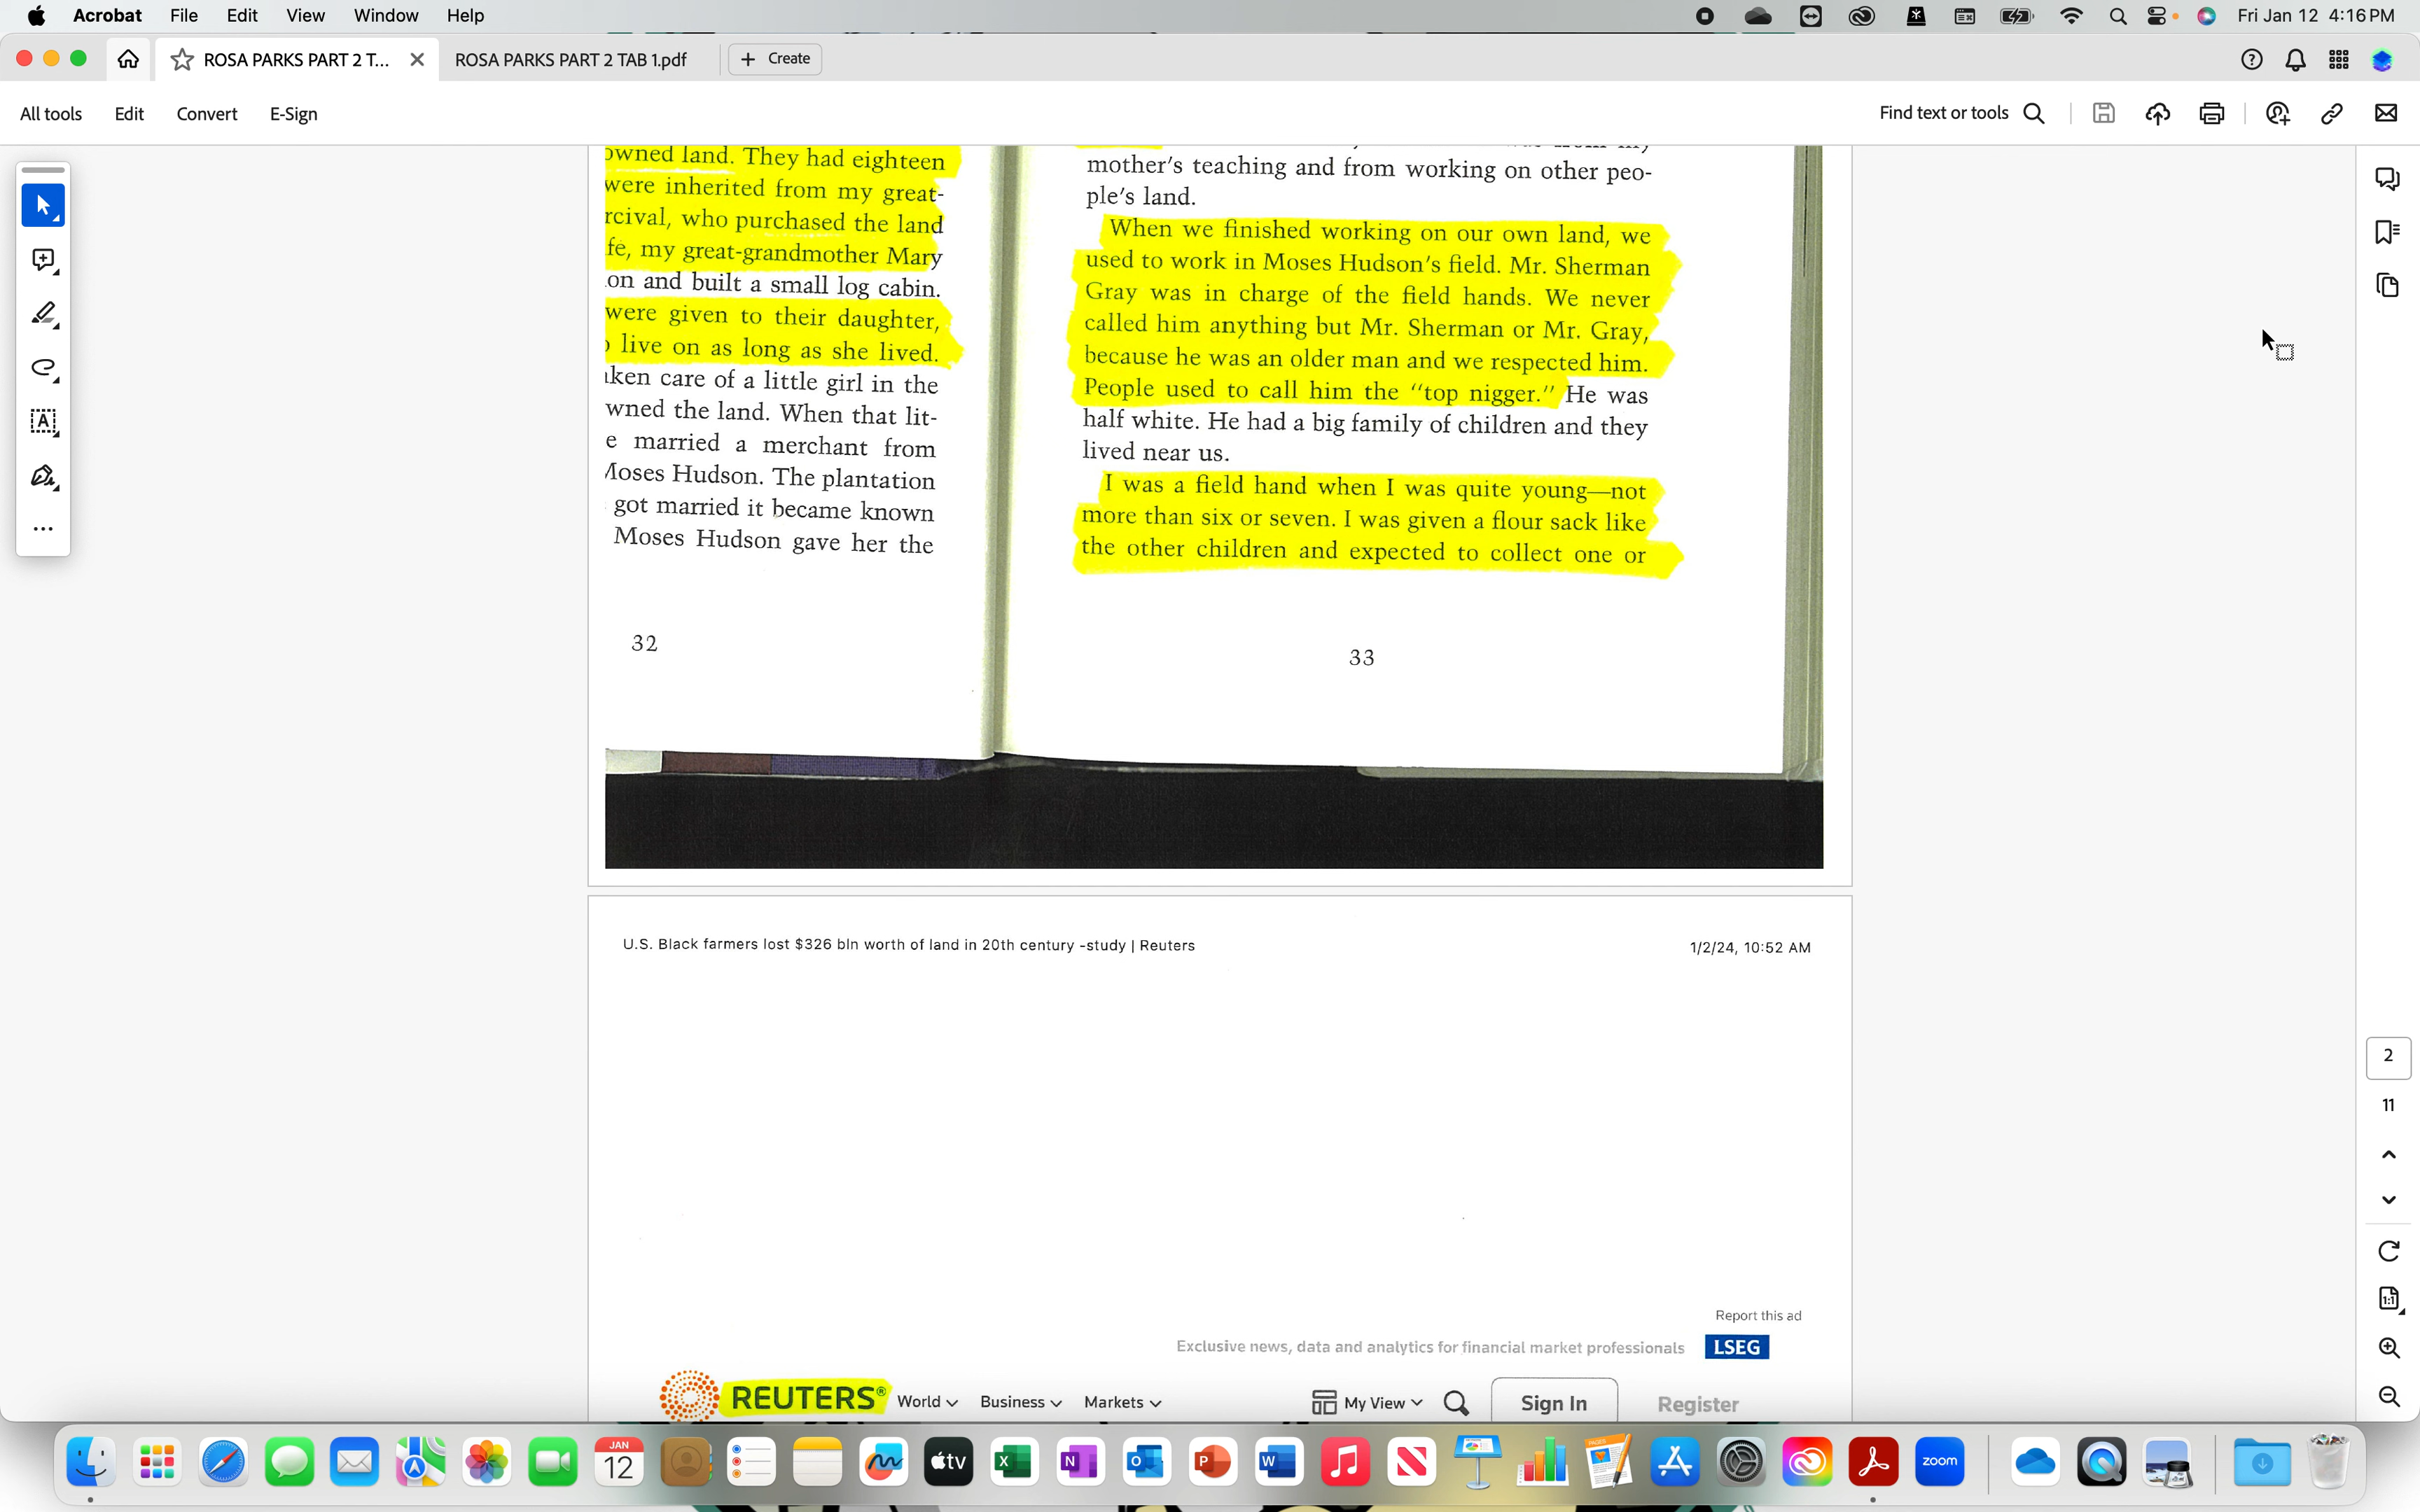 Acrobat File Edit View Window Help
Fri Jan 12 4:16 PM
ROSA PARKS PART 2 T...
ROSA PARKS PART 2 TAB 1.pdf
Create
All tools Edit Convert E-Sign
Find text or tools
owned land. They had eighteen
were inherited from my great-
rcival, who purchased the land
fe, my great-grandmother Mary
on and built a small log cabin.
were given to their daughter,
live on as long as she lived.
ken care of a little girl in the
wned the land. When that lit-
e married a merchant from
Moses Hudson. The plantation
got married it became known
Moses Hudson gave her the
32
mother's teaching and from working on other peo-
ple's land.
When we finished working on our own land, we
used to work in Moses Hudson's field. Mr. Sherman
Gray was in charge of the field hands. We never
called him anything but Mr. Sherman or Mr. Gray,
because he was an older man and we respected him.
People used to call him the "top nigger." He was
half white. He had a big family of children and they
lived near us.
I was a field hand when I was quite young—not
more than six or seven. I was given a flour sack like
the other children and expected to collect one or
33
U.S. Black farmers lost $326 bln worth of land in 20th century -study | Reuters
1/2/24, 10:52 AM
Report this ad
Exclusive news, data and analytics for financial market professionals LSEG
REUTERS® World Business Markets My View Sign In Register
2
11
1:1
JAN
12
tv
X
N
O
P
W
PAGES
zoom